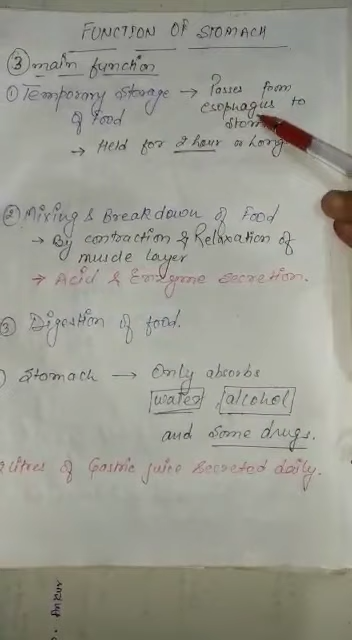 FUNCTION OF STOMACH
③ main function
① Temporary Storage → Passes from
of Food esophagus to
→ Held for 2 hour or long
② Mixing & Breakdown of Food
→ By contraction & Relaxation of
muscle layer
→ Acid & Enzyme secretion.
③ Digestion of food.
Stomach → Only absorbs
water, alcohol
and some drugs.
litres of Gastric juice secreted daily.
Ankur